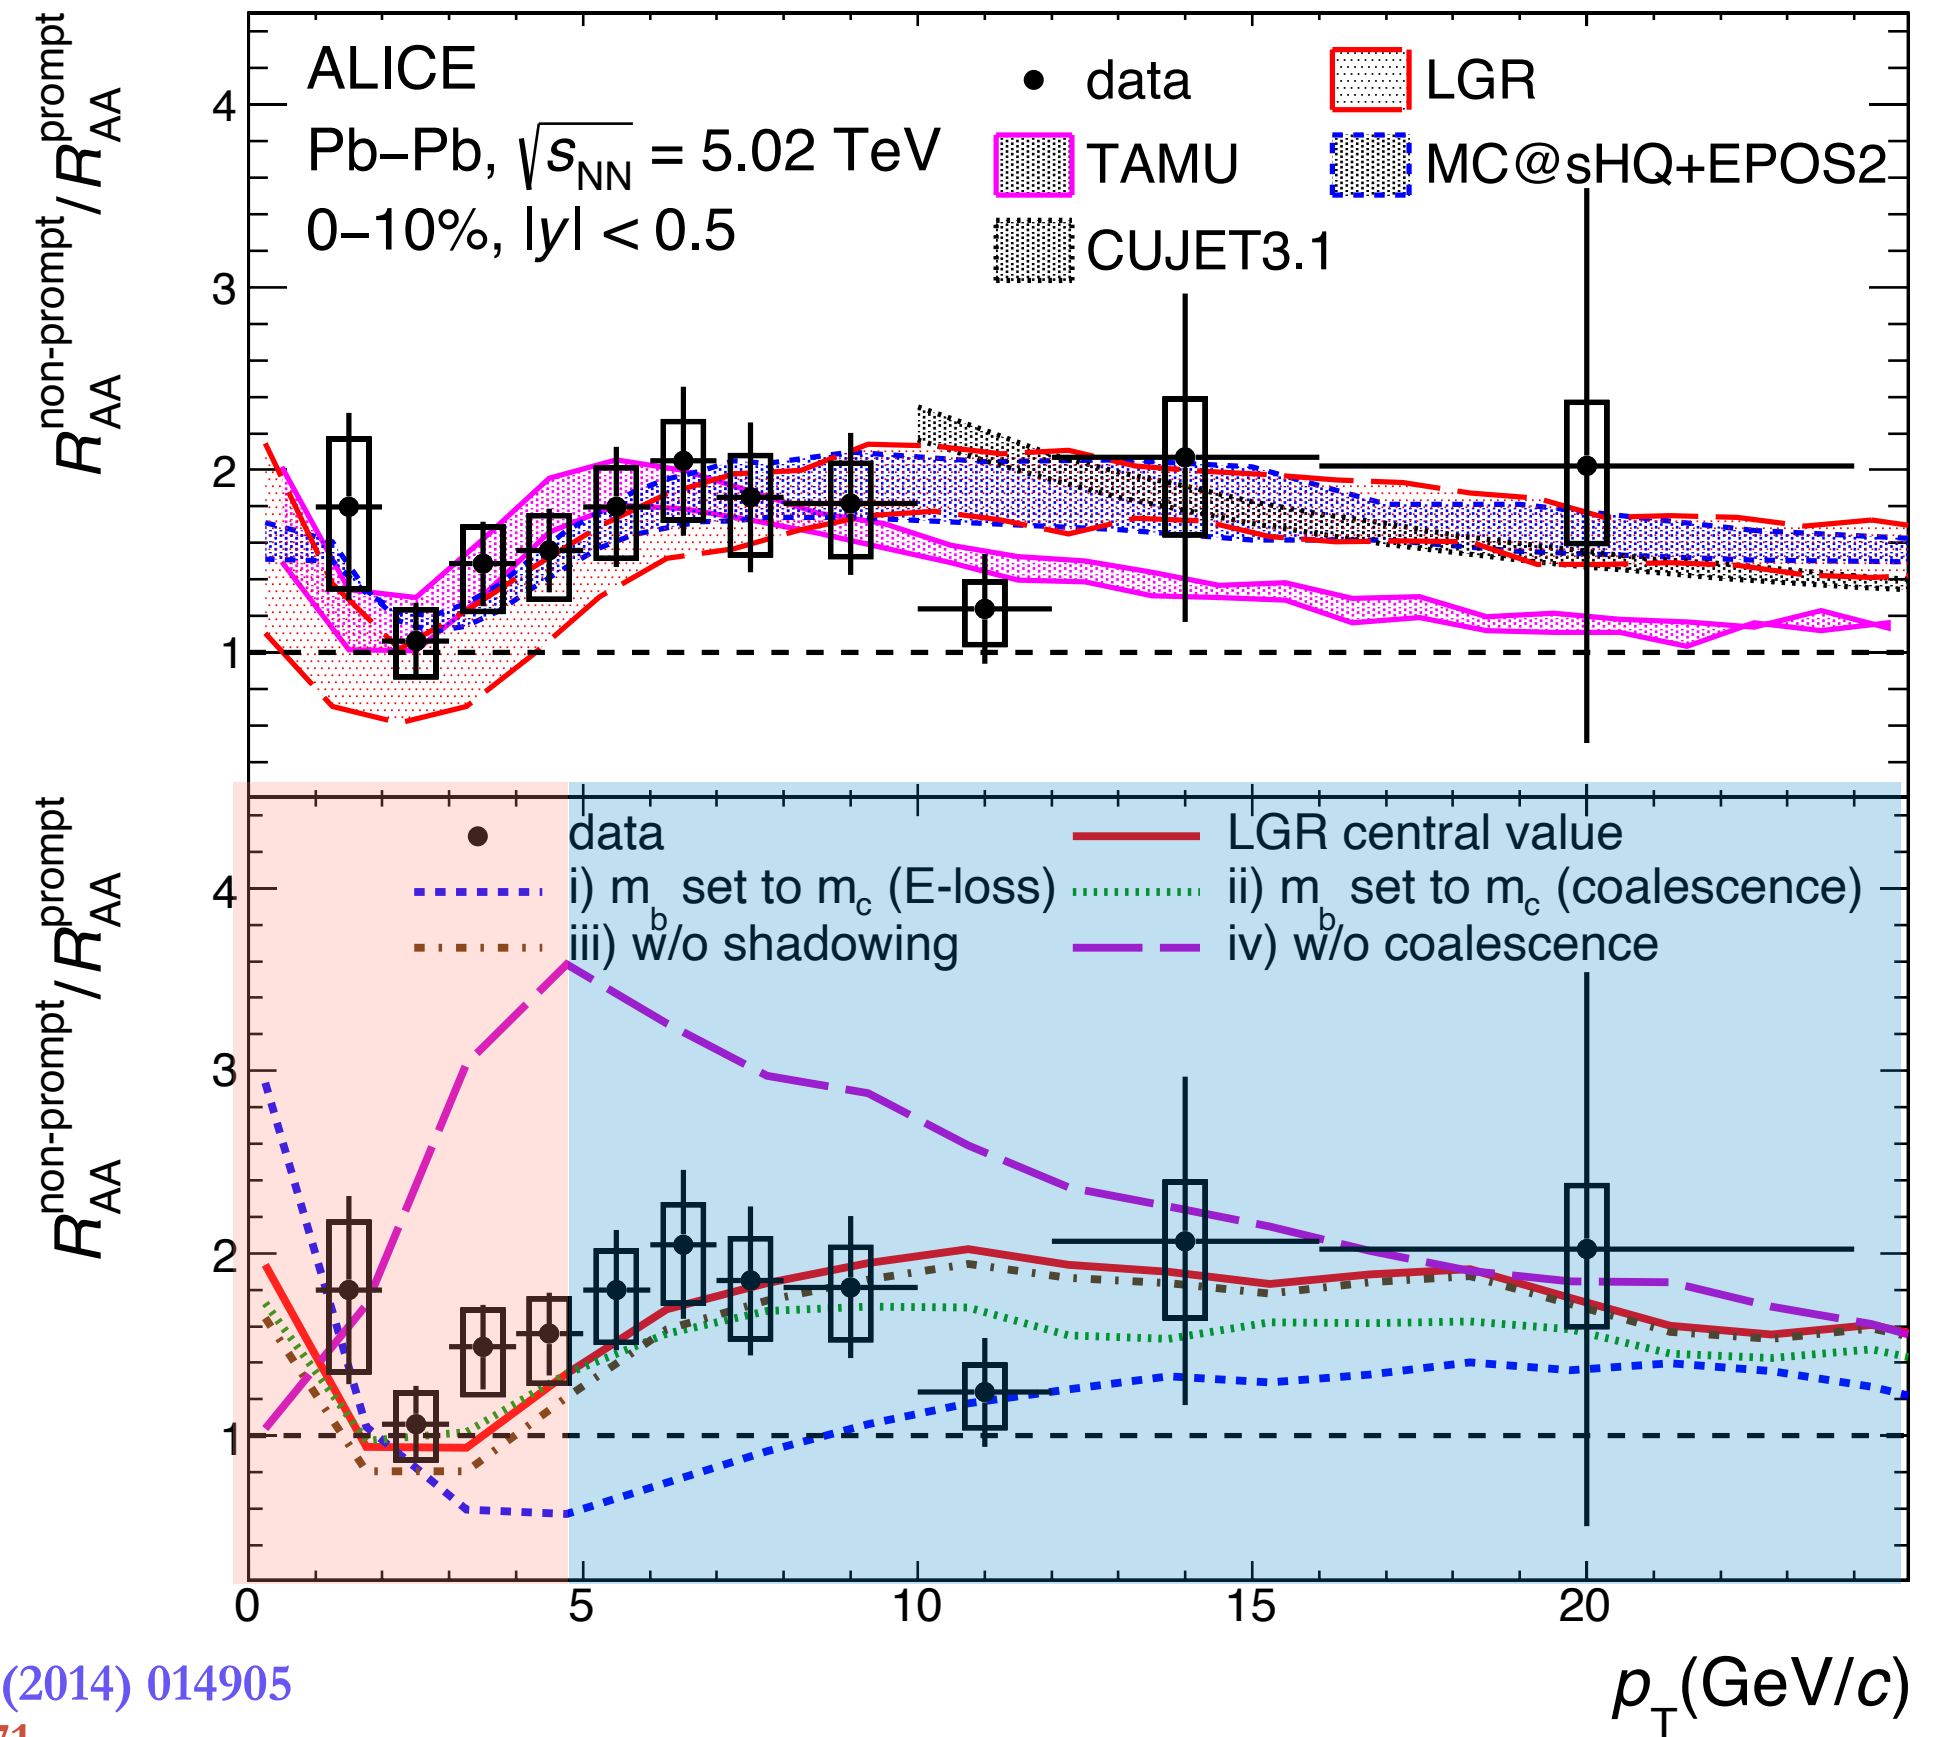 ALICE
Pb–Pb, √sNN = 5.02 TeV
0–10%, |y| < 0.5
data
LGR
TAMU
MC@sHQ+EPOS2
CUJET3.1
R_AA^non-prompt / R_AA^prompt
4
3
2
1
data
LGR central value
i) m_b set to m_c (E-loss)
ii) m_b set to m_c (coalescence)
iii) w/o shadowing
iv) w/o coalescence
R_AA^non-prompt / R_AA^prompt
4
3
2
1
0 5 10 15 20
p_T (GeV/c)
(2014) 014905